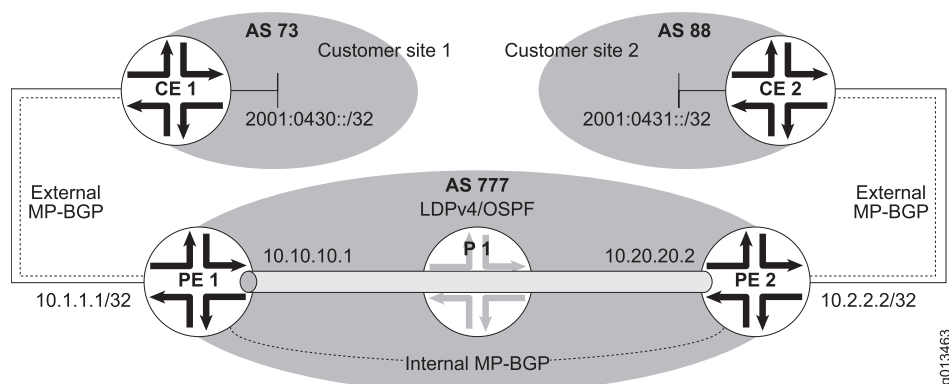 AS 73
Customer site 1
CE 1
2001:0430::/32
AS 88
Customer site 2
CE 2
2001:0431::/32
External
MP-BGP
External
MP-BGP
AS 777
LDPv4/OSPF
P 1
10.10.10.1
10.20.20.2
PE 1
PE 2
10.1.1.1/32
10.2.2.2/32
Internal MP-BGP
g013463